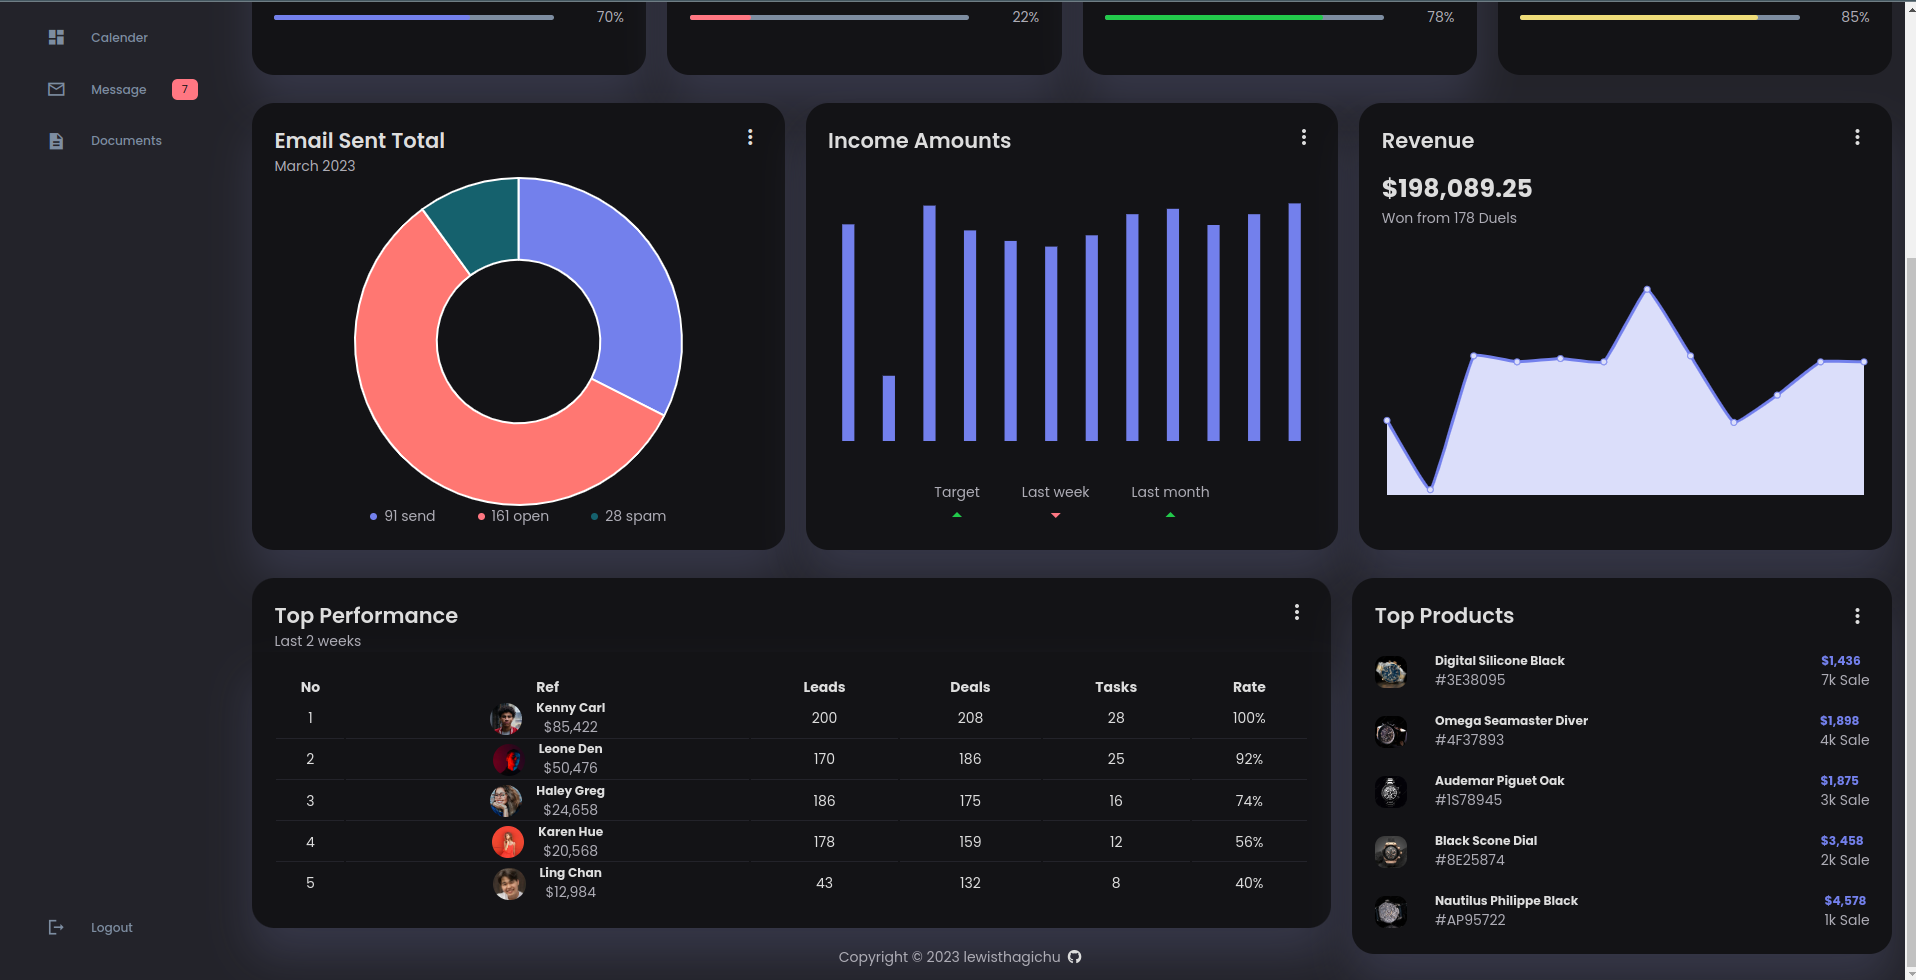 70%
22%
78%
85%
Calender
Message 7
Documents
Logout
Email Sent Total
March 2023
91 send 161 open 28 spam
Income Amounts
Target Last week Last month
Revenue
$198,089.25
Won from 178 Duels
Top Performance
Last 2 weeks
No Ref Leads Deals Tasks Rate
1 Kenny Carl 200 208 28 100%
$85,422
2 Leone Den 170 186 25 92%
$50,476
3 Haley Greg 186 175 16 74%
$24,658
4 Karen Hue 178 159 12 56%
$20,568
5 Ling Chan 43 132 8 40%
$12,984
Top Products
Digital Silicone Black $1,436
#3E38095 7k Sale
Omega Seamaster Diver $1,898
#4F37893 4k Sale
Audemar Piguet Oak $1,875
#1S78945 3k Sale
Black Scone Dial $3,458
#8E25874 2k Sale
Nautilus Philippe Black $4,578
#AP95722 1k Sale
Copyright © 2023 lewisthagichu